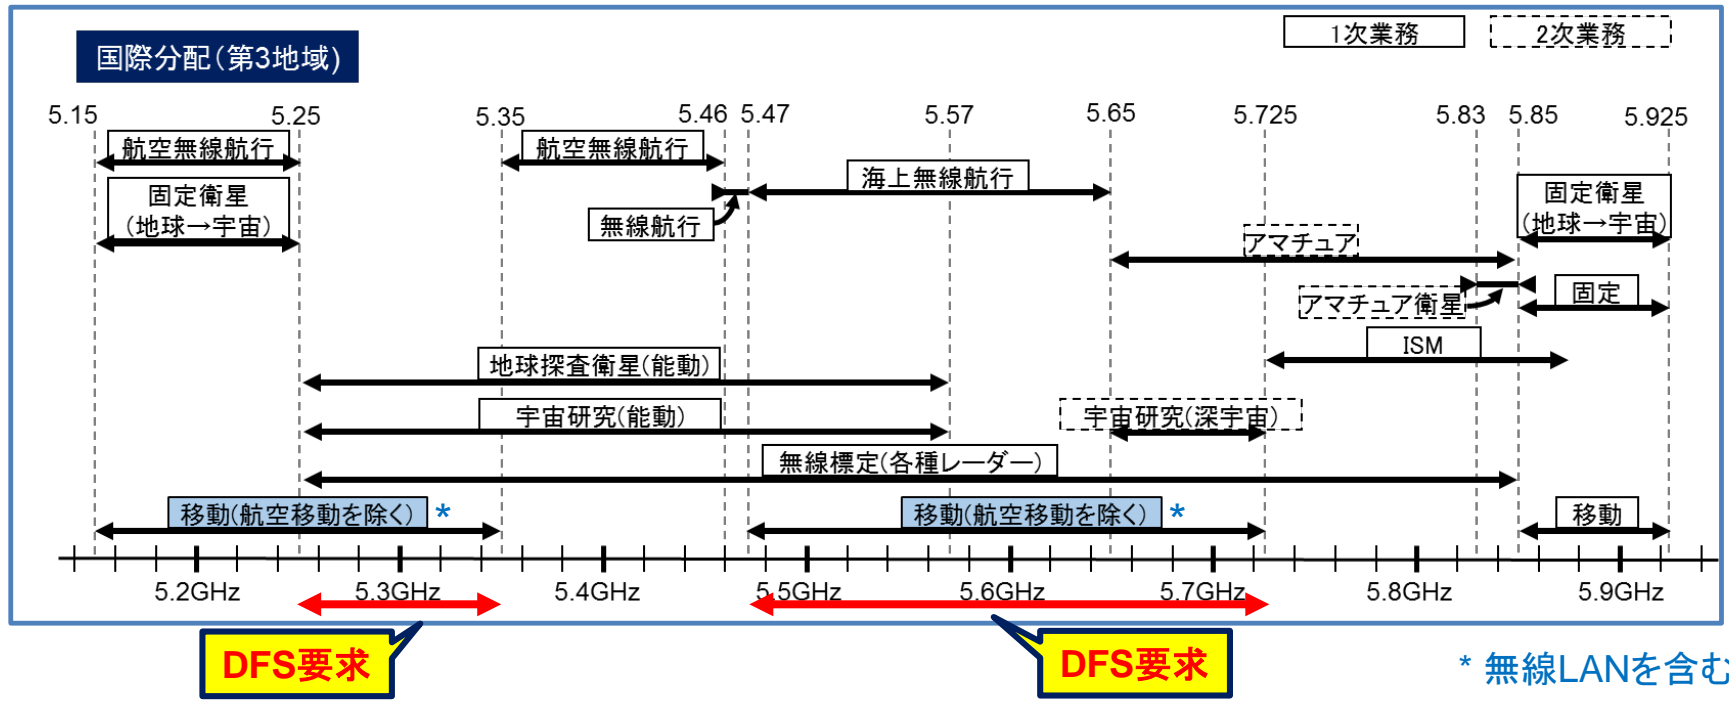 国際分配(第3地域)
1次業務
2次業務
5.15
5.25
5.35
5.46
5.47
5.57
5.65
5.725
5.83
5.85
5.925
航空無線航行
航空無線航行
海上無線航行
固定衛星
(地球→宇宙)
固定衛星
(地球→宇宙)
無線航行
アマチュア
アマチュア衛星
固定
ISM
地球探査衛星(能動)
宇宙研究(能動)
宇宙研究(深宇宙)
無線標定(各種レーダー)
移動(航空移動を除く) *
移動(航空移動を除く) *
移動
5.2GHz
5.3GHz
5.4GHz
5.5GHz
5.6GHz
5.7GHz
5.8GHz
5.9GHz
DFS要求
DFS要求
* 無線LANを含む